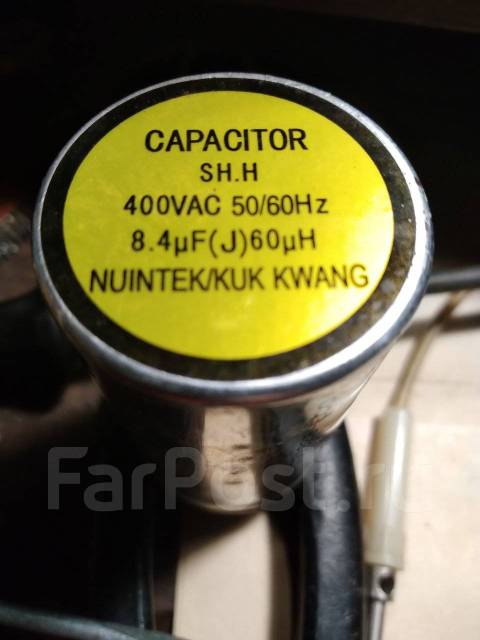 CAPACITOR
SH.H
400VAC 50/60Hz
8.4µF(J)60µH
NUINTEK/KUK KWANG
FarPost.ru